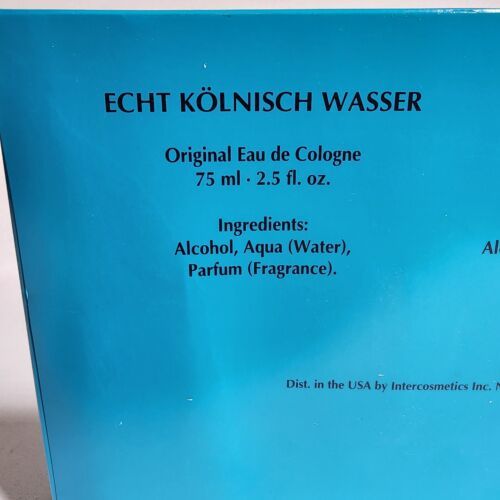 ECHT KÖLNISCH WASSER
Original Eau de Cologne
75 ml · 2.5 fl. oz.
Ingredients:
Alcohol, Aqua (Water),
Parfum (Fragrance).
Dist. in the USA by Intercosmetics Inc.